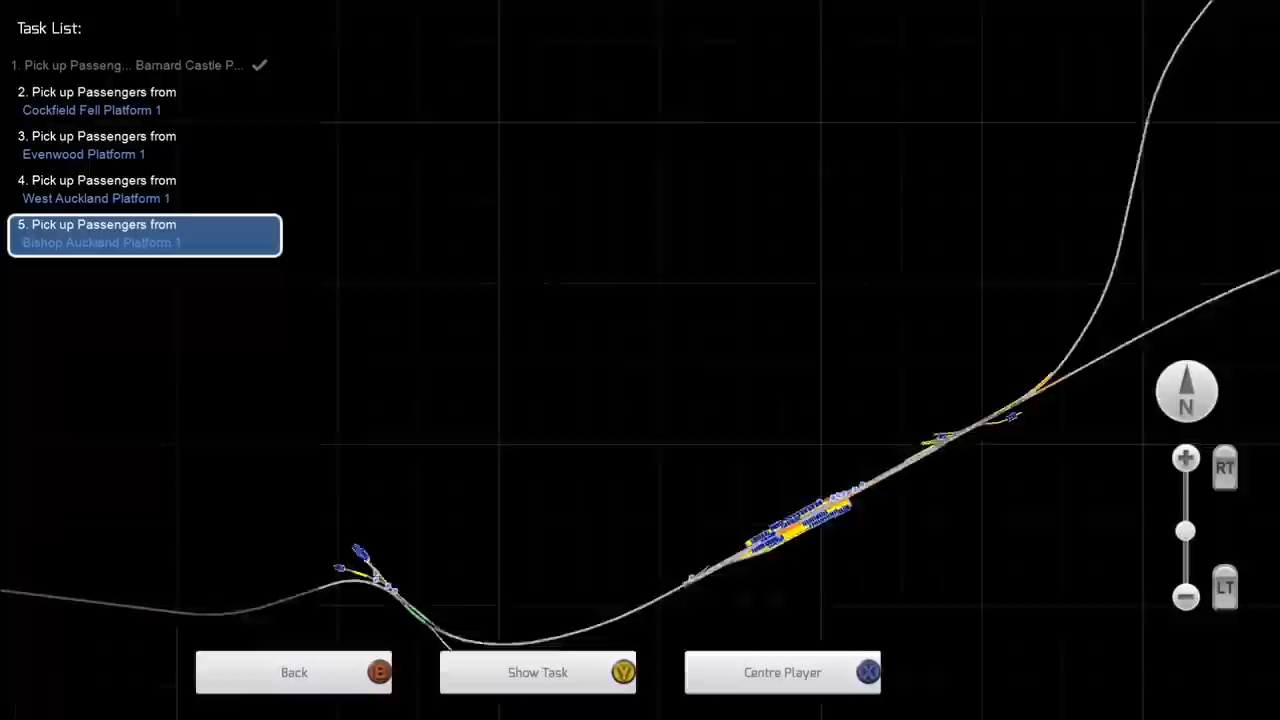 Task List:
1. Pick up Passeng... Barnard Castle P...
2. Pick up Passengers from
Cockfield Fell Platform 1
3. Pick up Passengers from
Evenwood Platform 1
4. Pick up Passengers from
West Auckland Platform 1
5. Pick up Passengers from
Bishop Auckland Platform 1
N
RT
LT
Back B
Show Task Y
Centre Player X